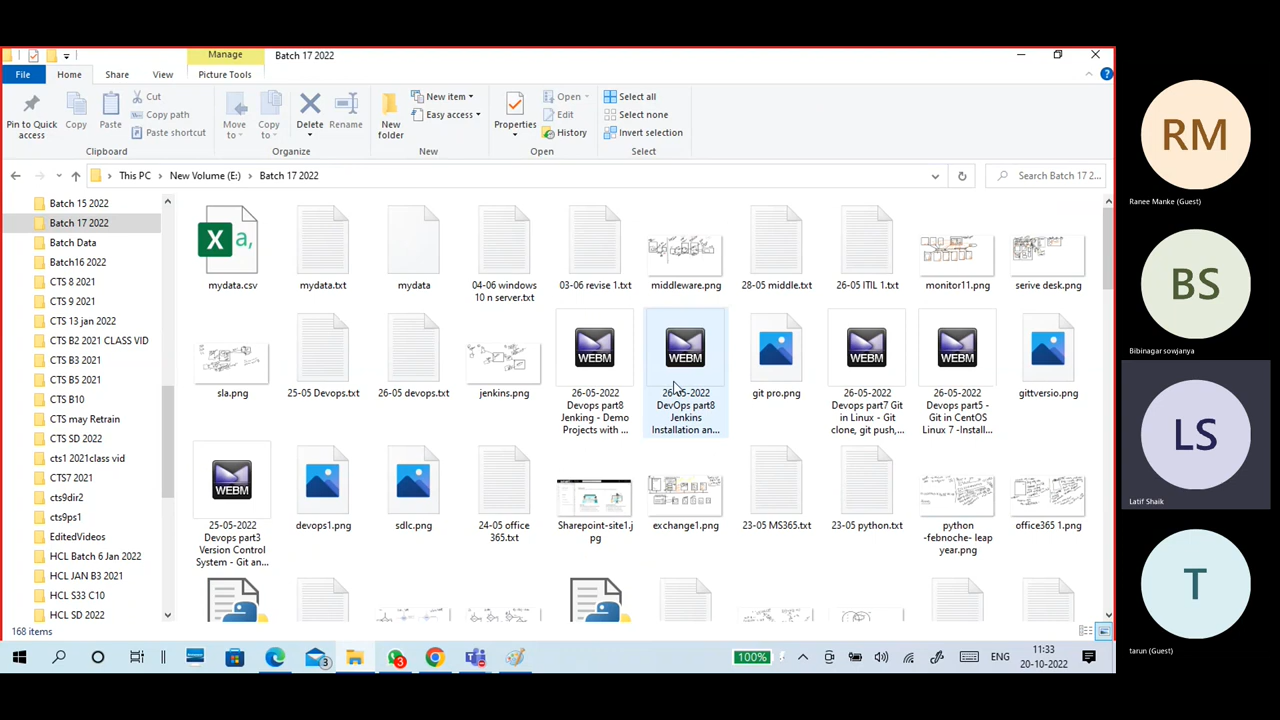 Manage
Batch 17 2022
File
Home
Share
View
Picture Tools
Pin to Quick
access
Copy
Paste
Cut
Copy path
Paste shortcut
Clipboard
Move
to
Copy
to
Delete
Rename
Organize
New
folder
New item
Easy access
New
Properties
Open
Edit
History
Open
Select all
Select none
Invert selection
Select
This PC
New Volume (E:)
Batch 17 2022
Search Batch 17 2...
Batch 15 2022
Batch 17 2022
Batch Data
Batch16 2022
CTS 8 2021
CTS 9 2021
CTS 13 jan 2022
CTS B2 2021 CLASS VID
CTS B3 2021
CTS B5 2021
CTS B10
CTS may Retrain
CTS SD 2022
cts1 2021class vid
CTS7 2021
cts9dir2
cts9ps1
EditedVideos
HCL Batch 6 Jan 2022
HCL JAN B3 2021
HCL S33 C10
HCL SD 2022
X a,
mydata.csv
mydata.txt
mydata
04-06 windows
10 n server.txt
03-06 revise 1.txt
middleware.png
28-05 middle.txt
26-05 ITIL 1.txt
monitor11.png
serive desk.png
sla.png
25-05 Devops.txt
26-05 devops.txt
jenkins.png
WEBM
26-05-2022
Devops part8
Jenking - Demo
Projects with ...
WEBM
26-05-2022
DevOps part8
Jenkins
Installation an...
git pro.png
WEBM
26-05-2022
Devops part7 Git
in Linux - Git
clone, git push,...
WEBM
26-05-2022
Devops part5 -
Git in CentOS
Linux 7 -Install...
gittversio.png
WEBM
25-05-2022
Devops part3
Version Control
System - Git an...
devops1.png
sdlc.png
24-05 office
365.txt
Sharepoint-site1.j
pg
exchange1.png
23-05 MS365.txt
23-05 python.txt
python
-febnoche- leap
year.png
office365 1.png
168 items
3
3
100%
ENG
11:33
20-10-2022
RM
Ranee Manke (Guest)
BS
Bibinagar sowjanya
LS
Latif Shaik
T
tarun (Guest)